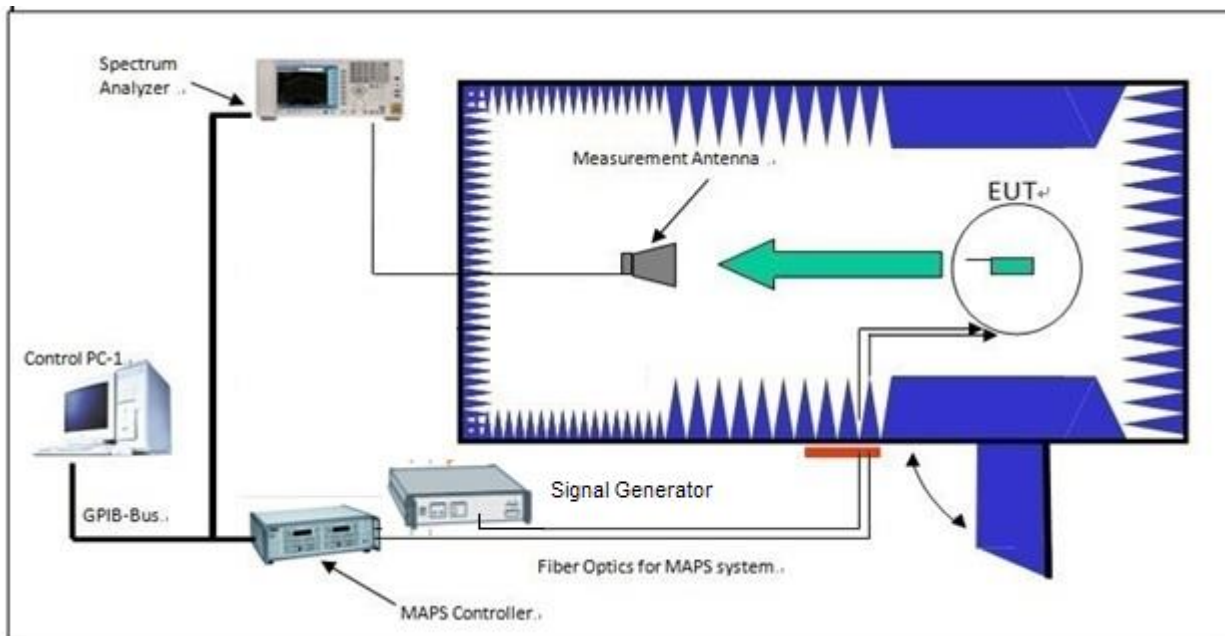 Spectrum
Analyzer
Measurement Antenna
EUT
Control PC-1
Signal Generator
GPIB-Bus
Fiber Optics for MAPS system
MAPS Controller